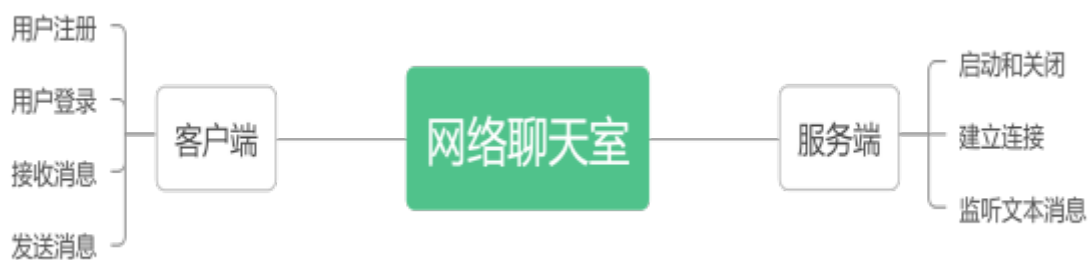 用户注册
用户登录
接收消息
发送消息
客户端
网络聊天室
服务端
启动和关闭
建立连接
监听文本消息